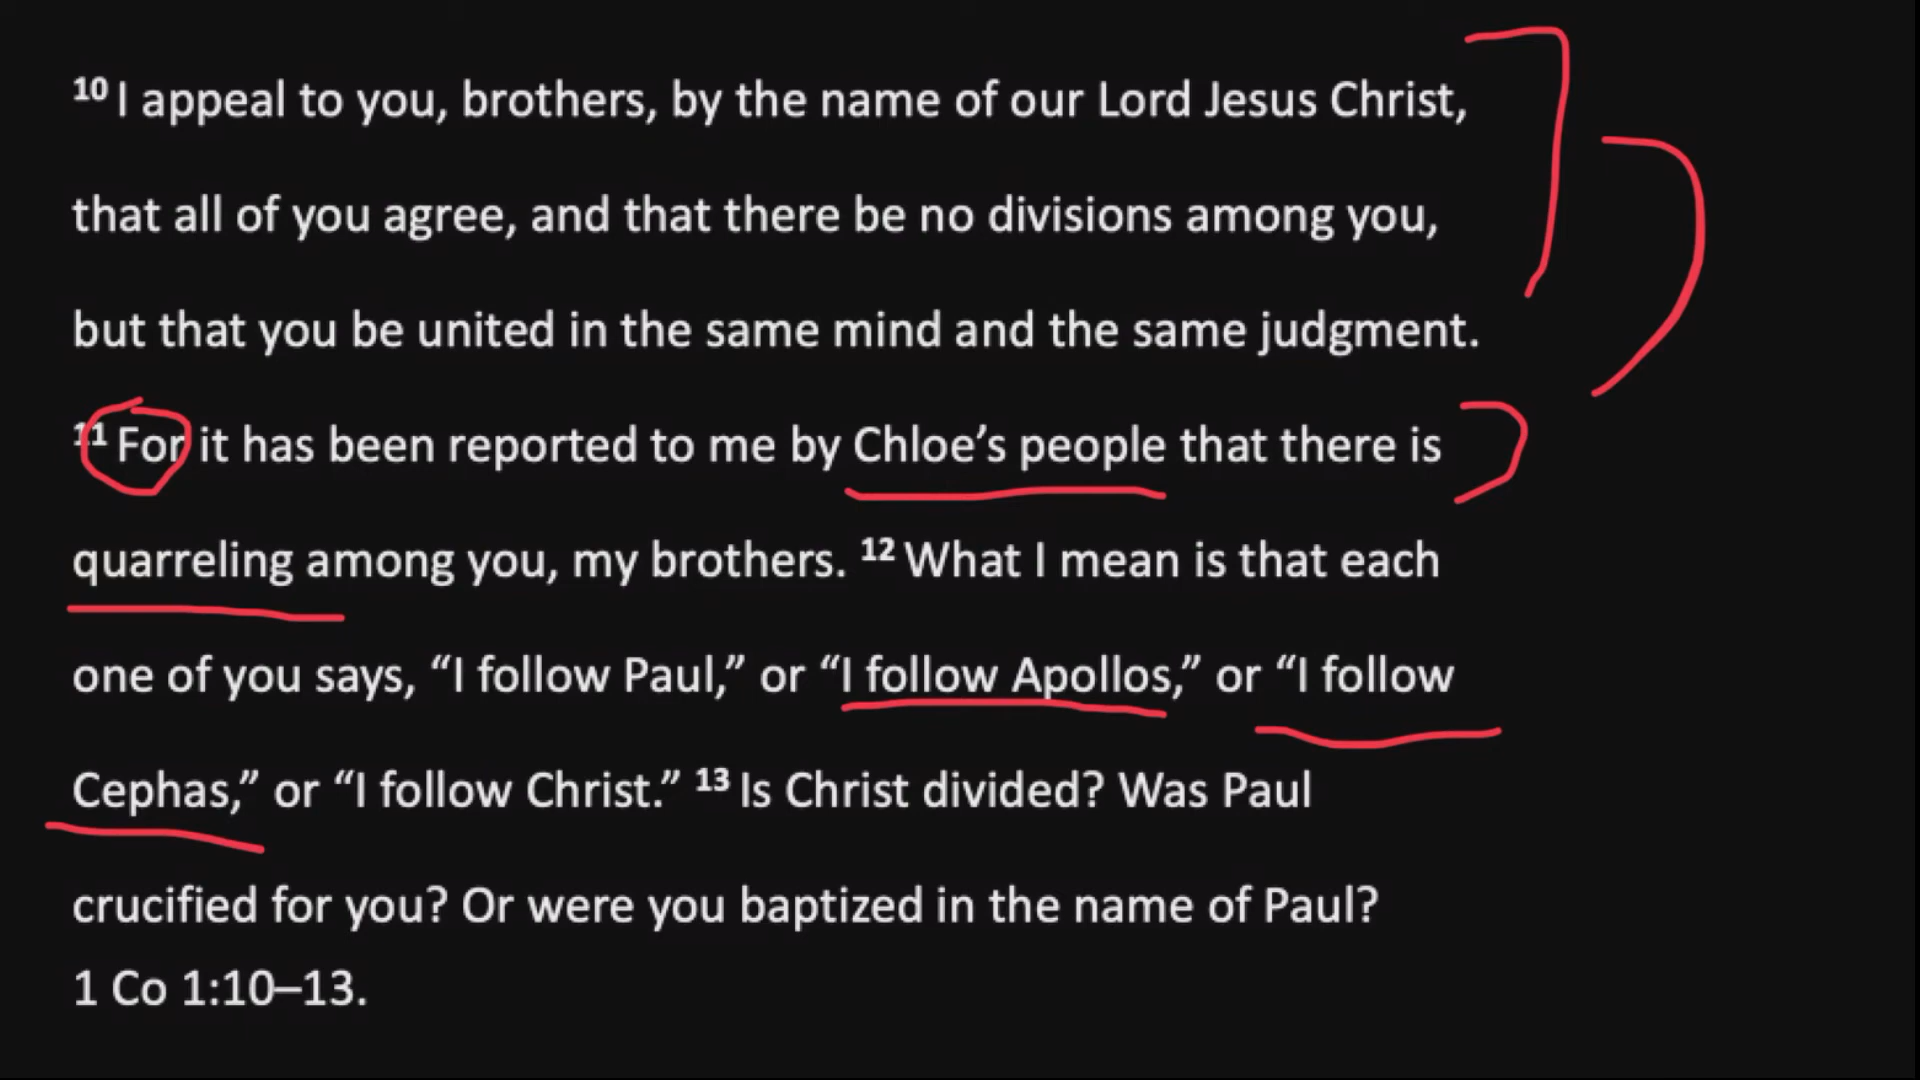 10 I appeal to you, brothers, by the name of our Lord Jesus Christ,
that all of you agree, and that there be no divisions among you,
but that you be united in the same mind and the same judgment.
11 For it has been reported to me by Chloe’s people that there is
quarreling among you, my brothers. 12 What I mean is that each
one of you says, “I follow Paul,” or “I follow Apollos,” or “I follow
Cephas,” or “I follow Christ.” 13 Is Christ divided? Was Paul
crucified for you? Or were you baptized in the name of Paul?
1 Co 1:10–13.